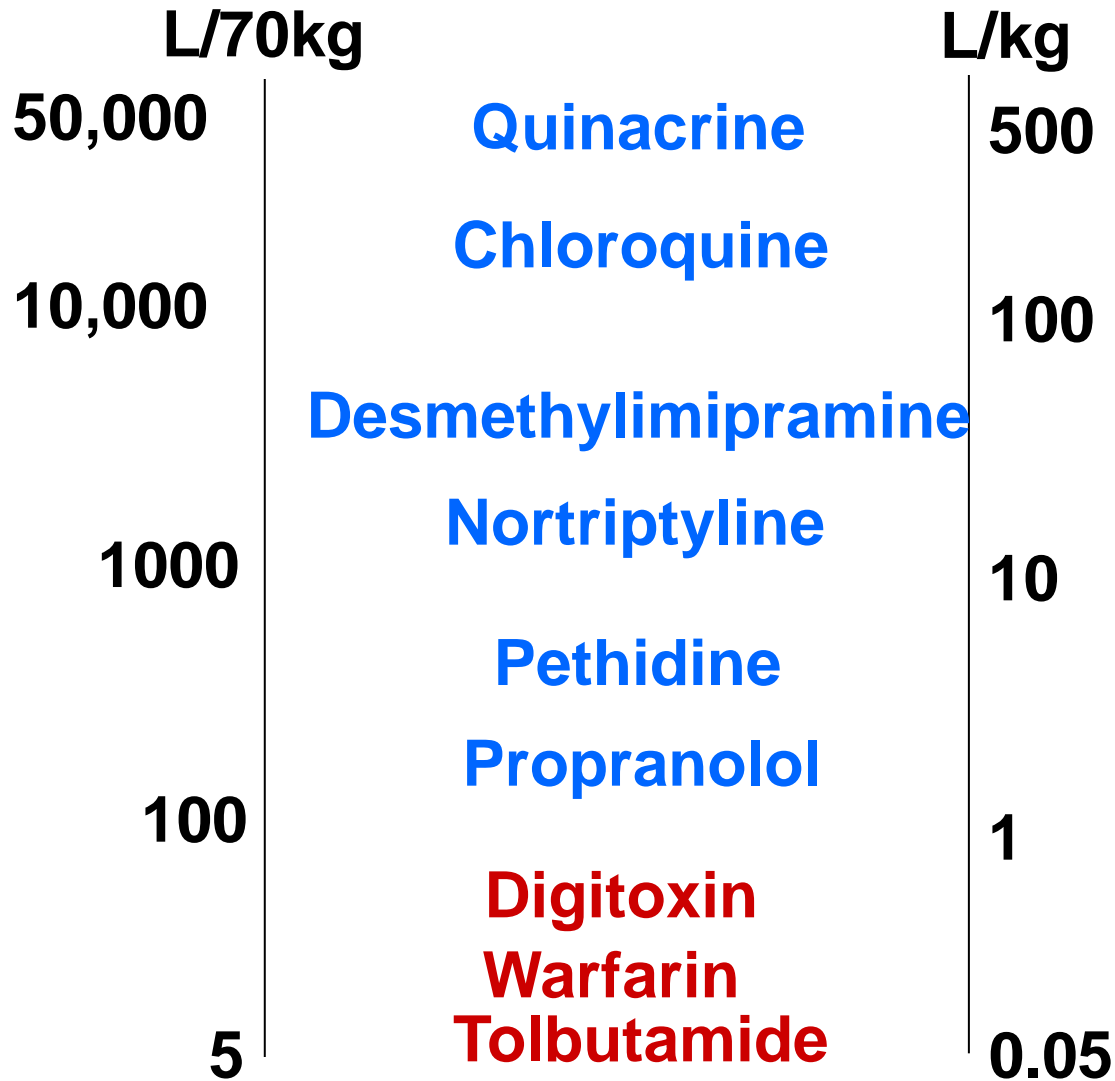 L/70kg L/kg
50,000 Quinacrine 500
Chloroquine
10,000 100
Desmethylimipramine
Nortriptyline
1000 10
Pethidine
Propranolol
100 1
Digitoxin
Warfarin
Tolbutamide
5 0.05